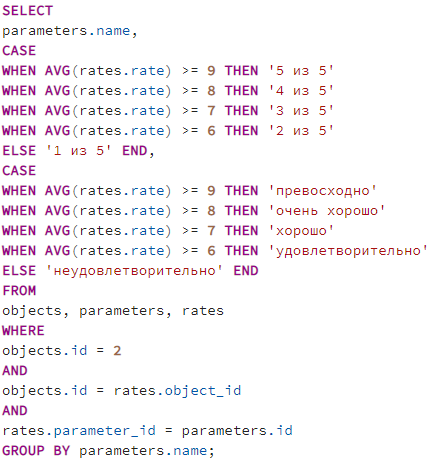 SELECT
parameters.name,
CASE
WHEN AVG(rates.rate) >= 9 THEN '5 из 5'
WHEN AVG(rates.rate) >= 8 THEN '4 из 5'
WHEN AVG(rates.rate) >= 7 THEN '3 из 5'
WHEN AVG(rates.rate) >= 6 THEN '2 из 5'
ELSE '1 из 5' END,
CASE
WHEN AVG(rates.rate) >= 9 THEN 'превосходно'
WHEN AVG(rates.rate) >= 8 THEN 'очень хорошо'
WHEN AVG(rates.rate) >= 7 THEN 'хорошо'
WHEN AVG(rates.rate) >= 6 THEN 'удовлетворительно'
ELSE 'неудовлетворительно' END
FROM
objects, parameters, rates
WHERE
objects.id = 2
AND
objects.id = rates.object_id
AND
rates.parameter_id = parameters.id
GROUP BY parameters.name;